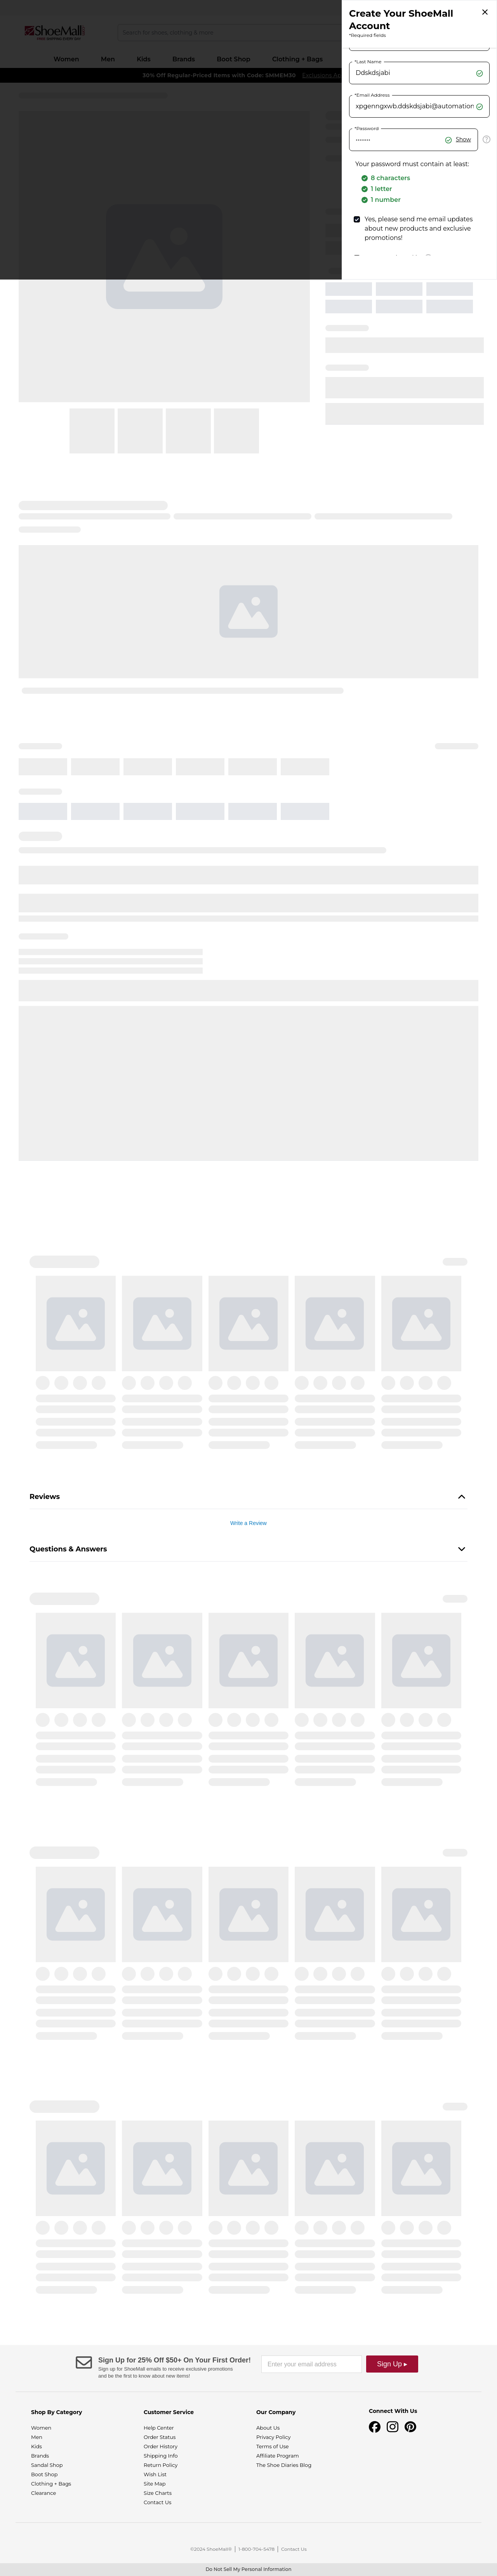 Create Your ShoeMall
Account
*Required fields
ShoeMall
Search for shoes, clothing & more
*Last Name
Ddskdsjabi
Women Men Kids Brands Boot Shop Clothing + Bags
30% Off Regular-Priced Items with Code: SMMEM30
*Email Address
xpgenngxwb.ddskdsjabi@automation
*Password
•••••••• Show
Your password must contain at least:
8 characters
1 letter
1 number
Yes, please send me email updates
about new products and exclusive
promotions!
Reviews
Write a Review
Questions & Answers
Sign Up for 25% Off $50+ On Your First Order!
Sign up for ShoeMall emails to receive exclusive promotions
and be the first to know about new items!
Enter your email address
Sign Up ▸
Shop By Category
Women
Men
Kids
Brands
Sandal Shop
Boot Shop
Clothing + Bags
Clearance
Customer Service
Help Center
Order Status
Order History
Shipping Info
Return Policy
Wish List
Site Map
Size Charts
Contact Us
Our Company
About Us
Privacy Policy
Terms of Use
Affiliate Program
The Shoe Diaries Blog
Connect With Us
©2024 ShoeMall® | 1-800-704-5478 | Contact Us
Do Not Sell My Personal Information